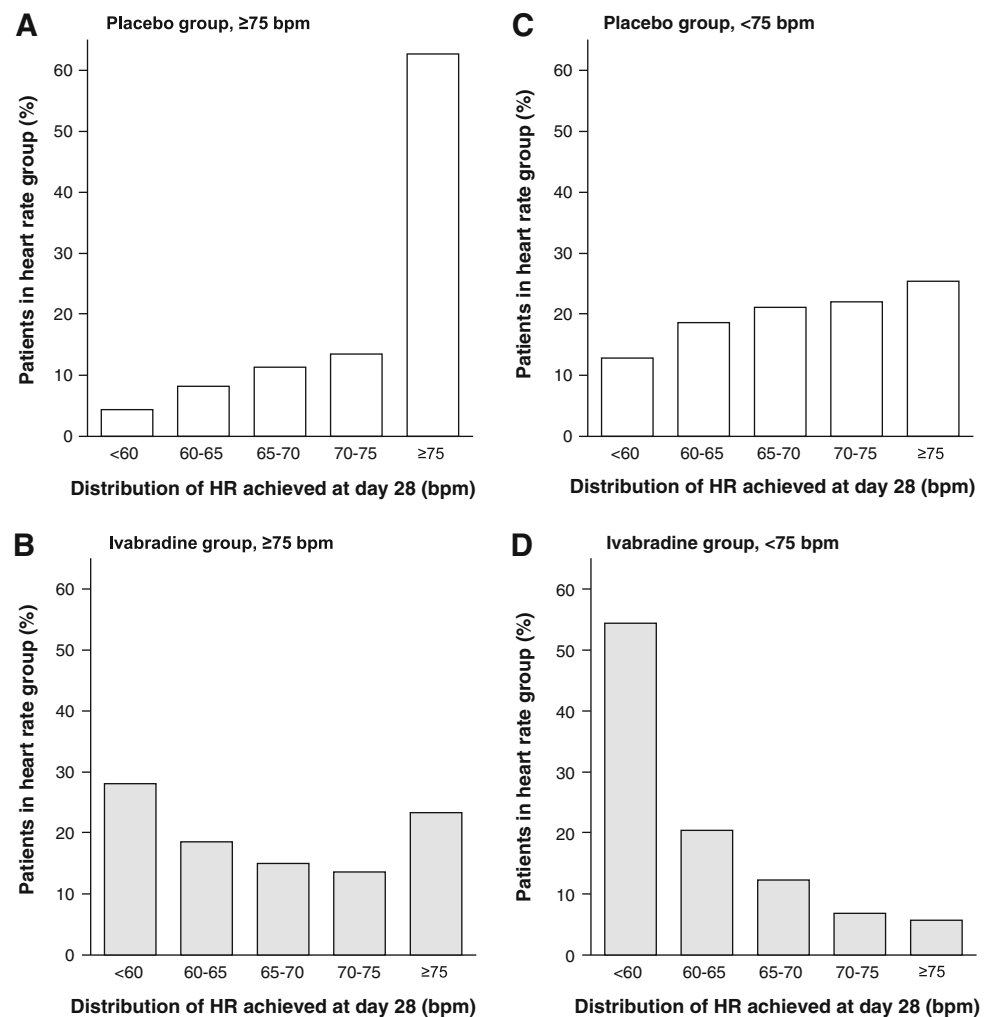 A Placebo group, ≥75 bpm
Patients in heart rate group (%)
60
50
40
30
20
10
0
<60 60-65 65-70 70-75 ≥75
Distribution of HR achieved at day 28 (bpm)
C Placebo group, <75 bpm
Patients in heart rate group (%)
60
50
40
30
20
10
0
<60 60-65 65-70 70-75 ≥75
Distribution of HR achieved at day 28 (bpm)
B Ivabradine group, ≥75 bpm
Patients in heart rate group (%)
60
50
40
30
20
10
0
<60 60-65 65-70 70-75 ≥75
Distribution of HR achieved at day 28 (bpm)
D Ivabradine group, <75 bpm
Patients in heart rate group (%)
60
50
40
30
20
10
0
<60 60-65 65-70 70-75 ≥75
Distribution of HR achieved at day 28 (bpm)